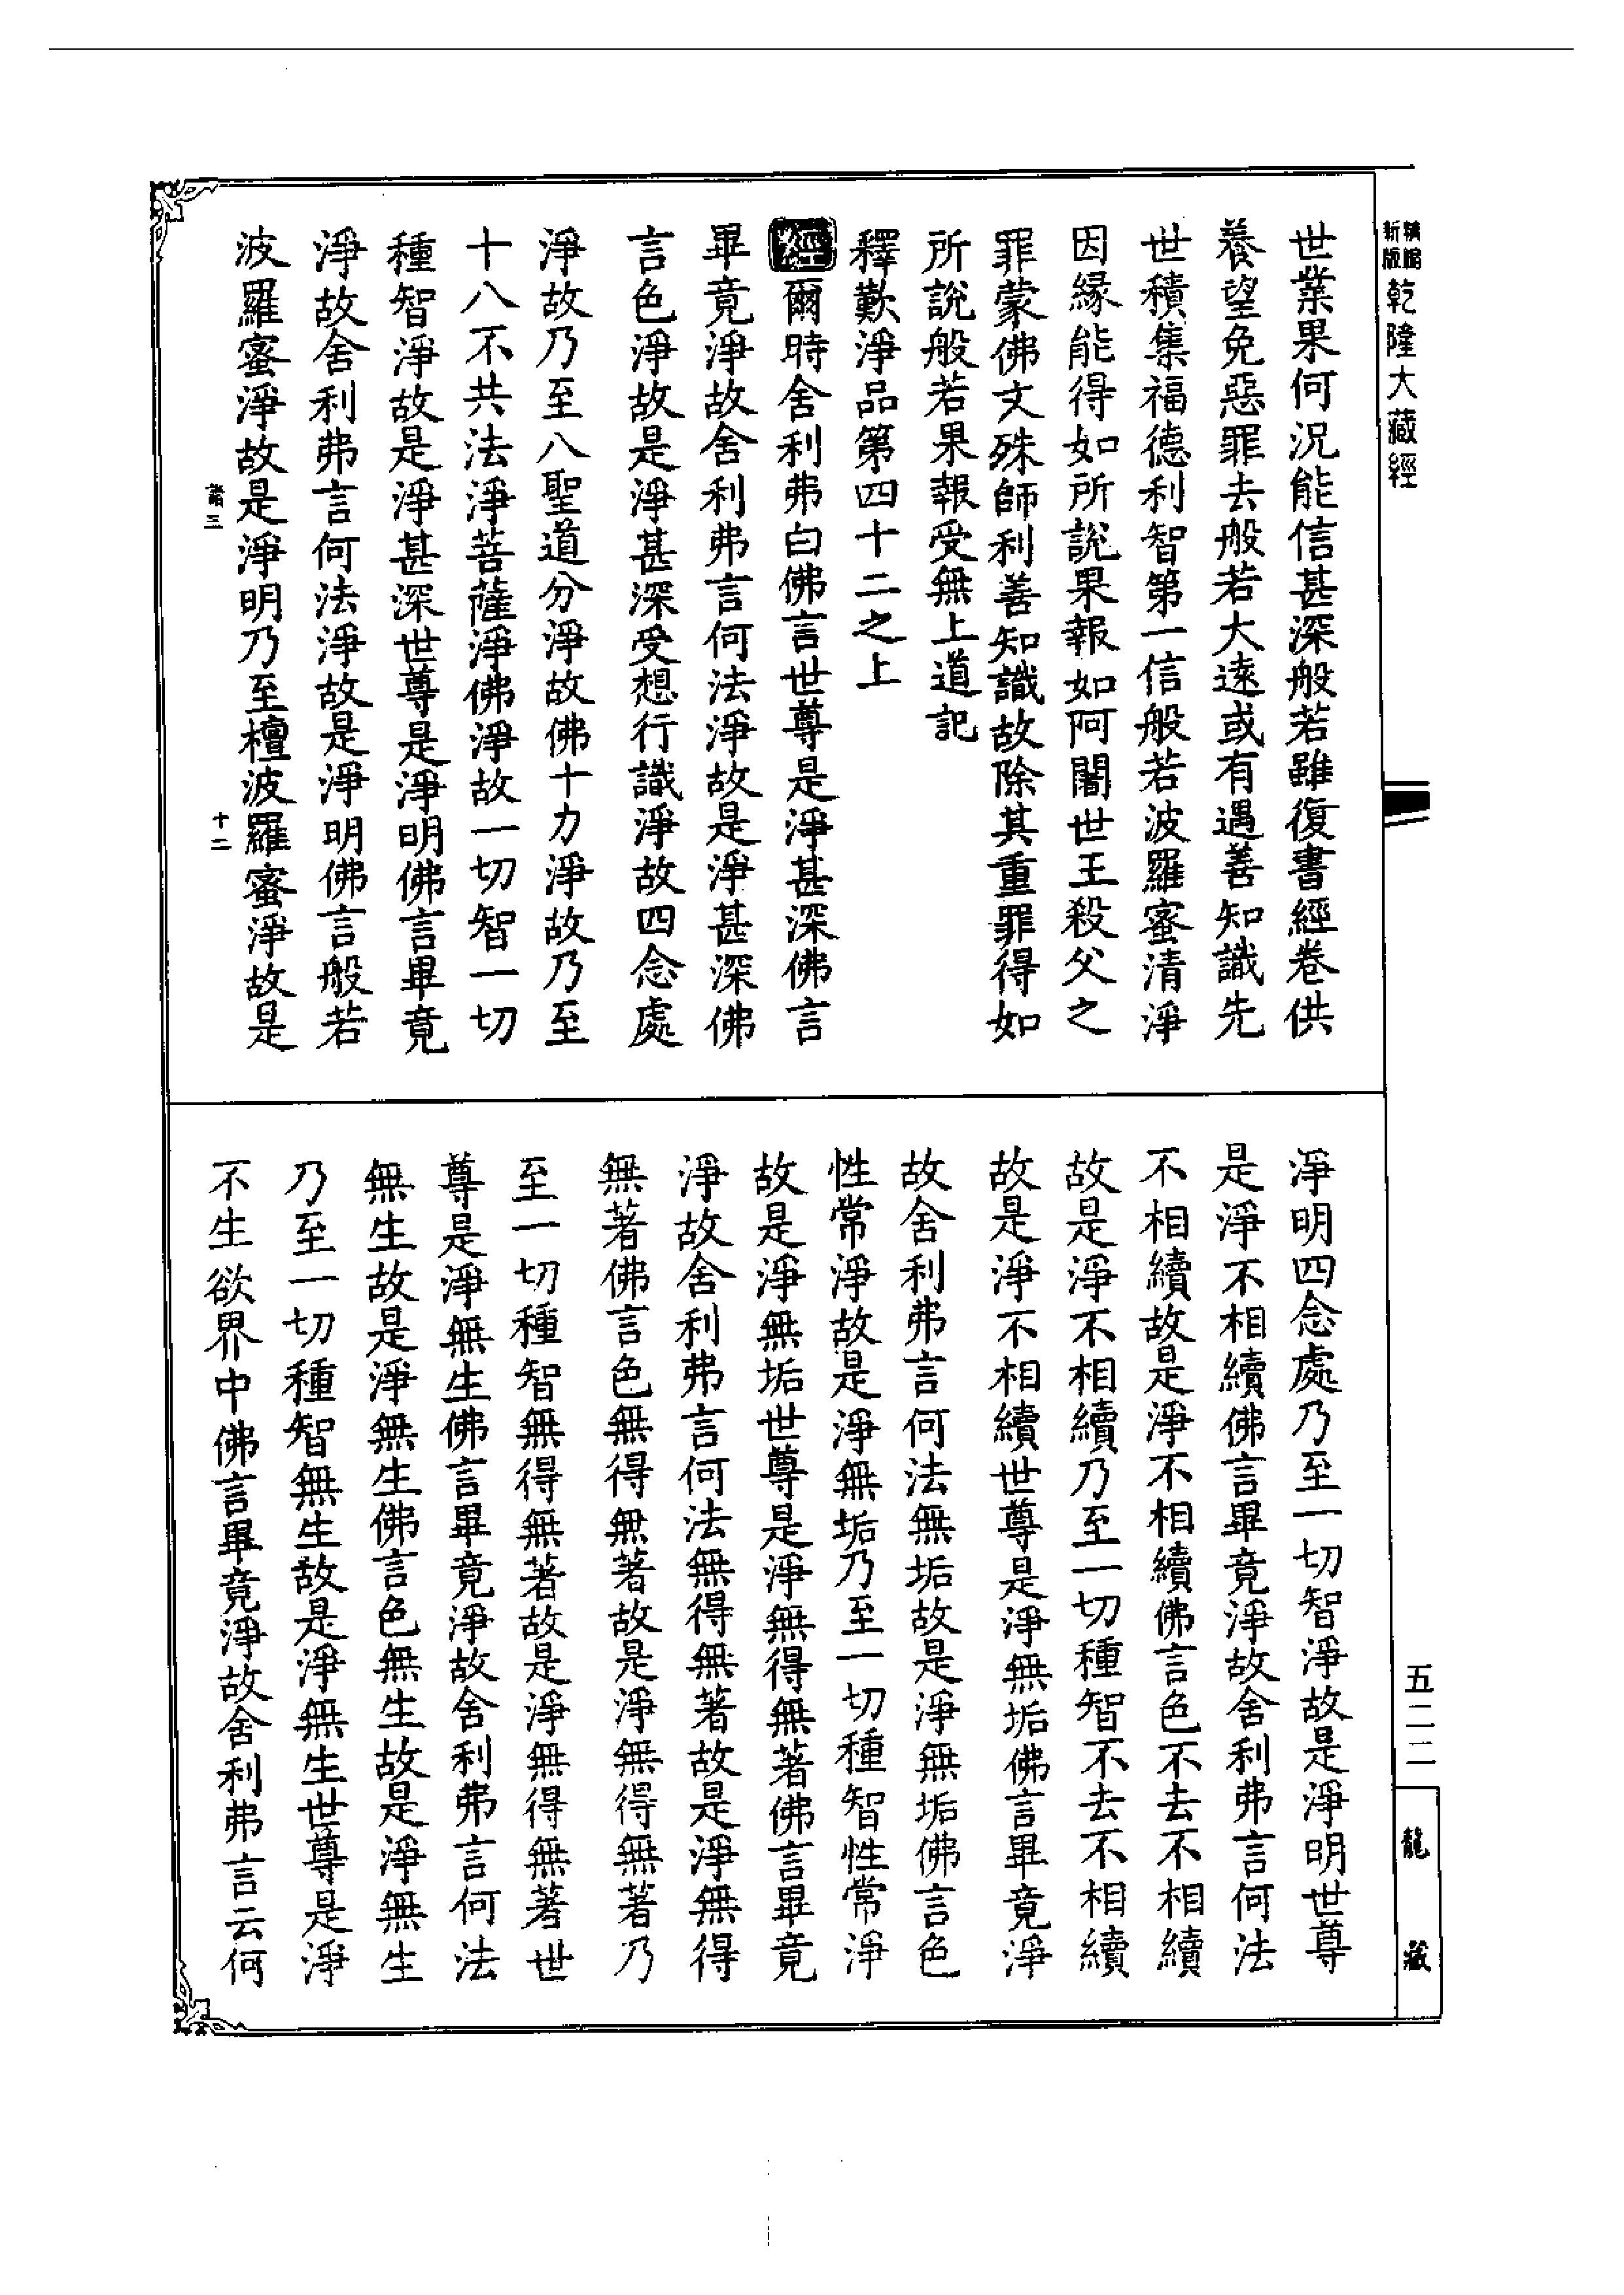 新編
新版
乾隆大藏經
世業果何況能信甚深般若雖復書經卷供
養望免惡罪去般若大遠或有遇善知識先
世積集福德利智第一信般若波羅蜜清淨
因緣能得如所說果報如阿闍世王殺父之
罪蒙佛文殊師利善知識故除其重罪得如
所說般若果報受無上道記
釋歎淨品第四十二之上
經爾時舍利弗白佛言世尊是淨甚深佛言
畢竟淨故舍利弗言何法淨故是淨甚深佛
言色淨故是淨甚深受想行識淨故四念處
淨故乃至八聖道分淨故佛十力淨故乃至
十八不共法淨菩薩淨佛淨故一切智一切
種智淨故是淨甚深世尊是淨明佛言畢竟
淨故舍利弗言何法淨故是淨明佛言般若
波羅蜜淨故是淨明乃至檀波羅蜜淨故是
三
十二
淨明四念處乃至一切智淨故是淨明世尊
是淨不相續佛言畢竟淨故舍利弗言何法
不相續故是淨不相續佛言色不去不相續
故是淨不相續乃至一切種智不去不相續
故是淨不相續世尊是淨無垢佛言畢竟淨
故舍利弗言何法無垢故是淨無垢佛言色
性常淨故是淨無垢乃至一切種智性常淨
故是淨無垢世尊是淨無得無著佛言畢竟
淨故舍利弗言何法無得無著故是淨無得
無著佛言色無得無著故是淨無得無著乃
至一切種智無得無著故是淨無得無著世
尊是淨無生佛言畢竟淨故舍利弗言何法
無生故是淨無生佛言色無生故是淨無生
乃至一切種智無生故是淨無生世尊是淨
不生欲界中佛言畢竟淨故舍利弗言云何
五二二
龍藏